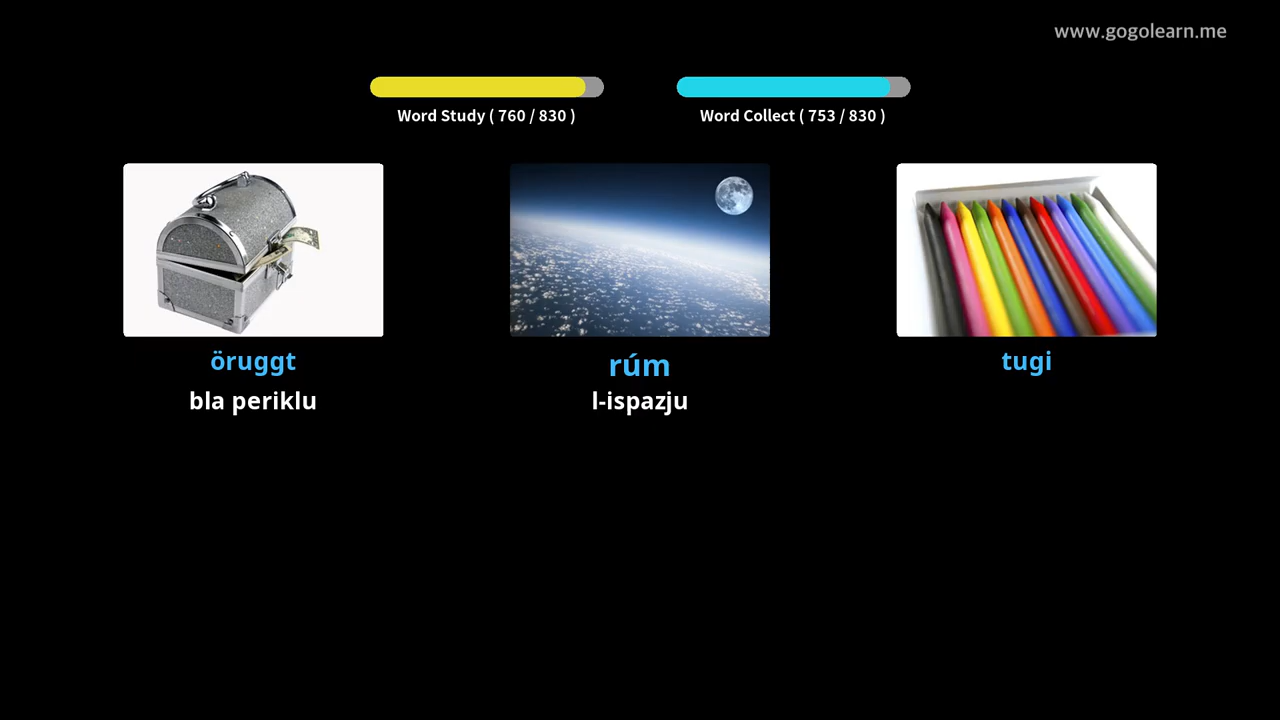 www.gogolearn.me
Word Study ( 760 / 830 )
Word Collect ( 753 / 830 )
öruggt
rúm
tugi
bla periklu
l-ispazju